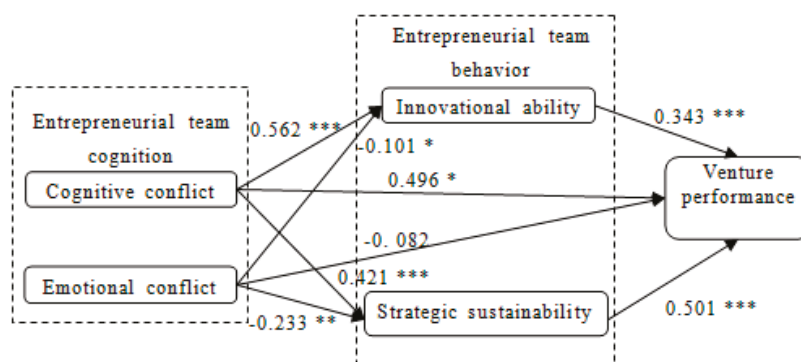 Entrepreneurial team
behavior
Innovational ability
0.343 ***
Entrepreneurial team
cognition
0.562 ***
-0.101 *
Cognitive conflict
0.496 *
Venture
performance
-0. 082
Emotional conflict
0.421 ***
-0.233 **
Strategic sustainability
0.501 ***